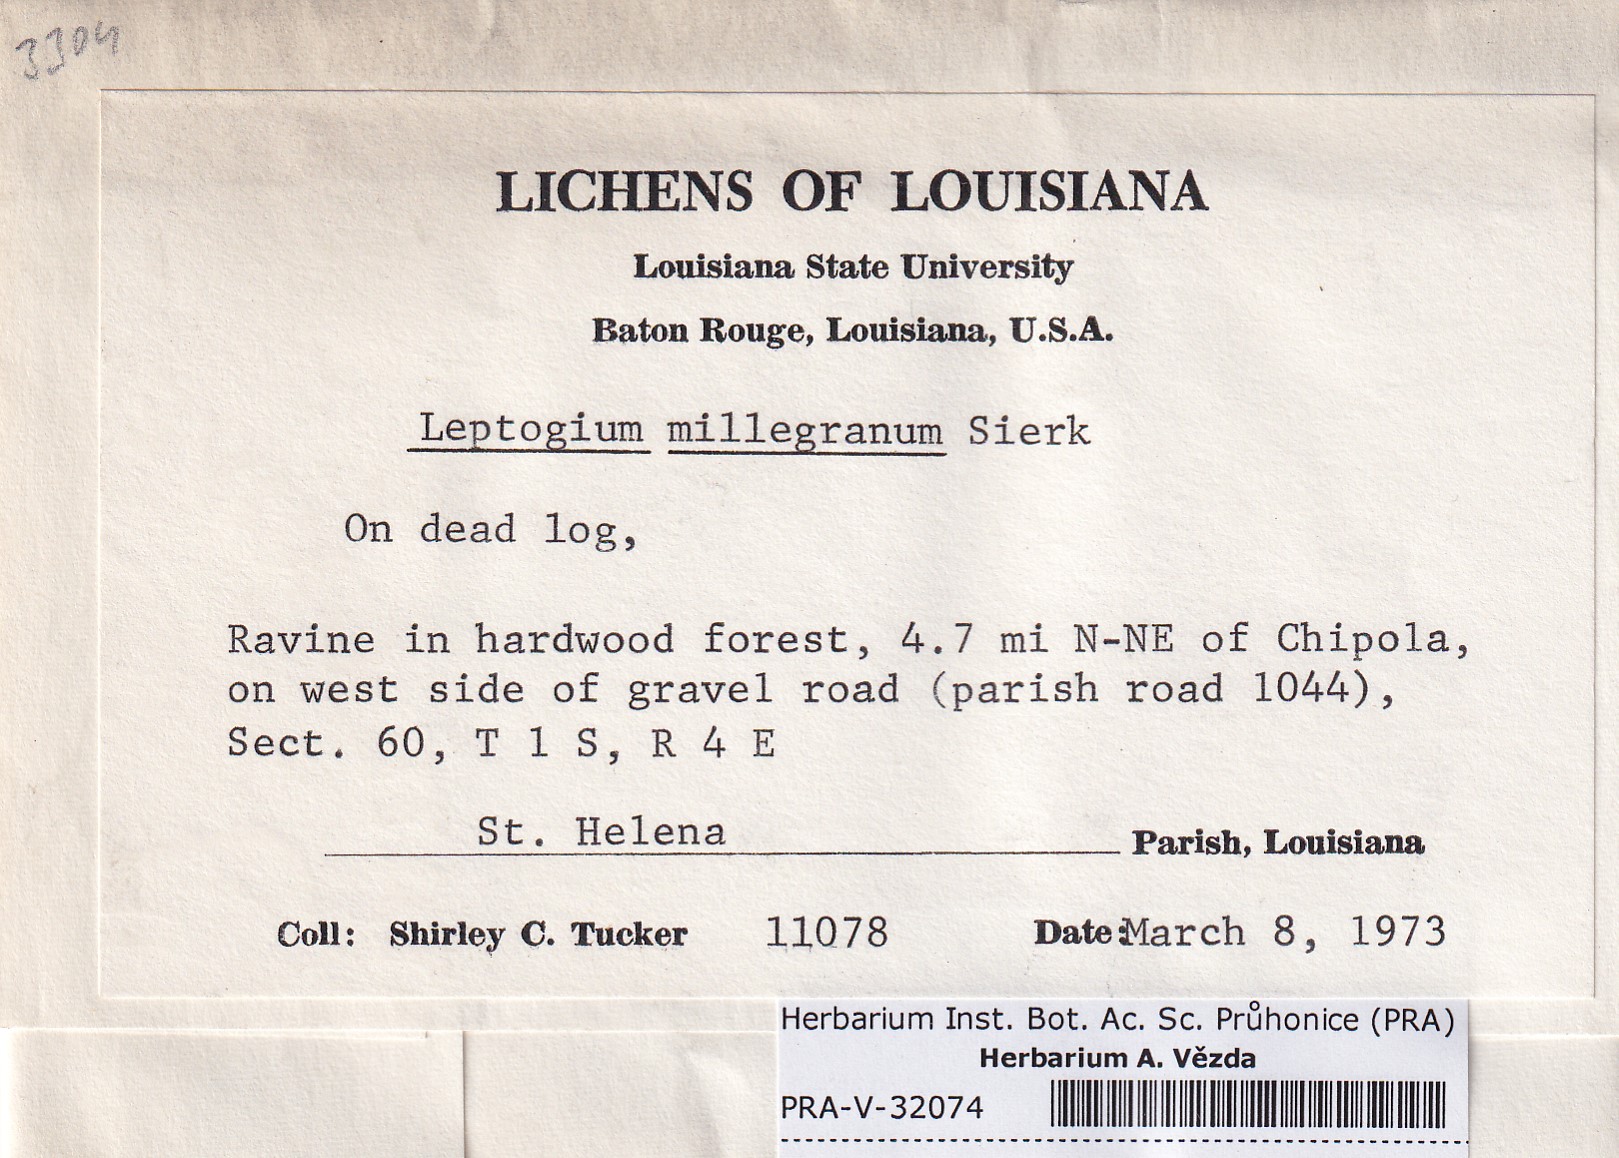 3304
LICHENS OF LOUISIANA
Louisiana State University
Baton Rouge, Louisiana, U.S.A.
Leptogium millegranum Sierk
On dead log,
Ravine in hardwood forest, 4.7 mi N-NE of Chipola,
on west side of gravel road (parish road 1044),
Sect. 60, T 1 S, R 4 E
St. Helena Parish, Louisiana
Coll: Shirley C. Tucker 11078 Date: March 8, 1973
Herbarium Inst. Bot. Ac. Sc. Průhonice (PRA)
Herbarium A. Vězda
PRA-V-32074